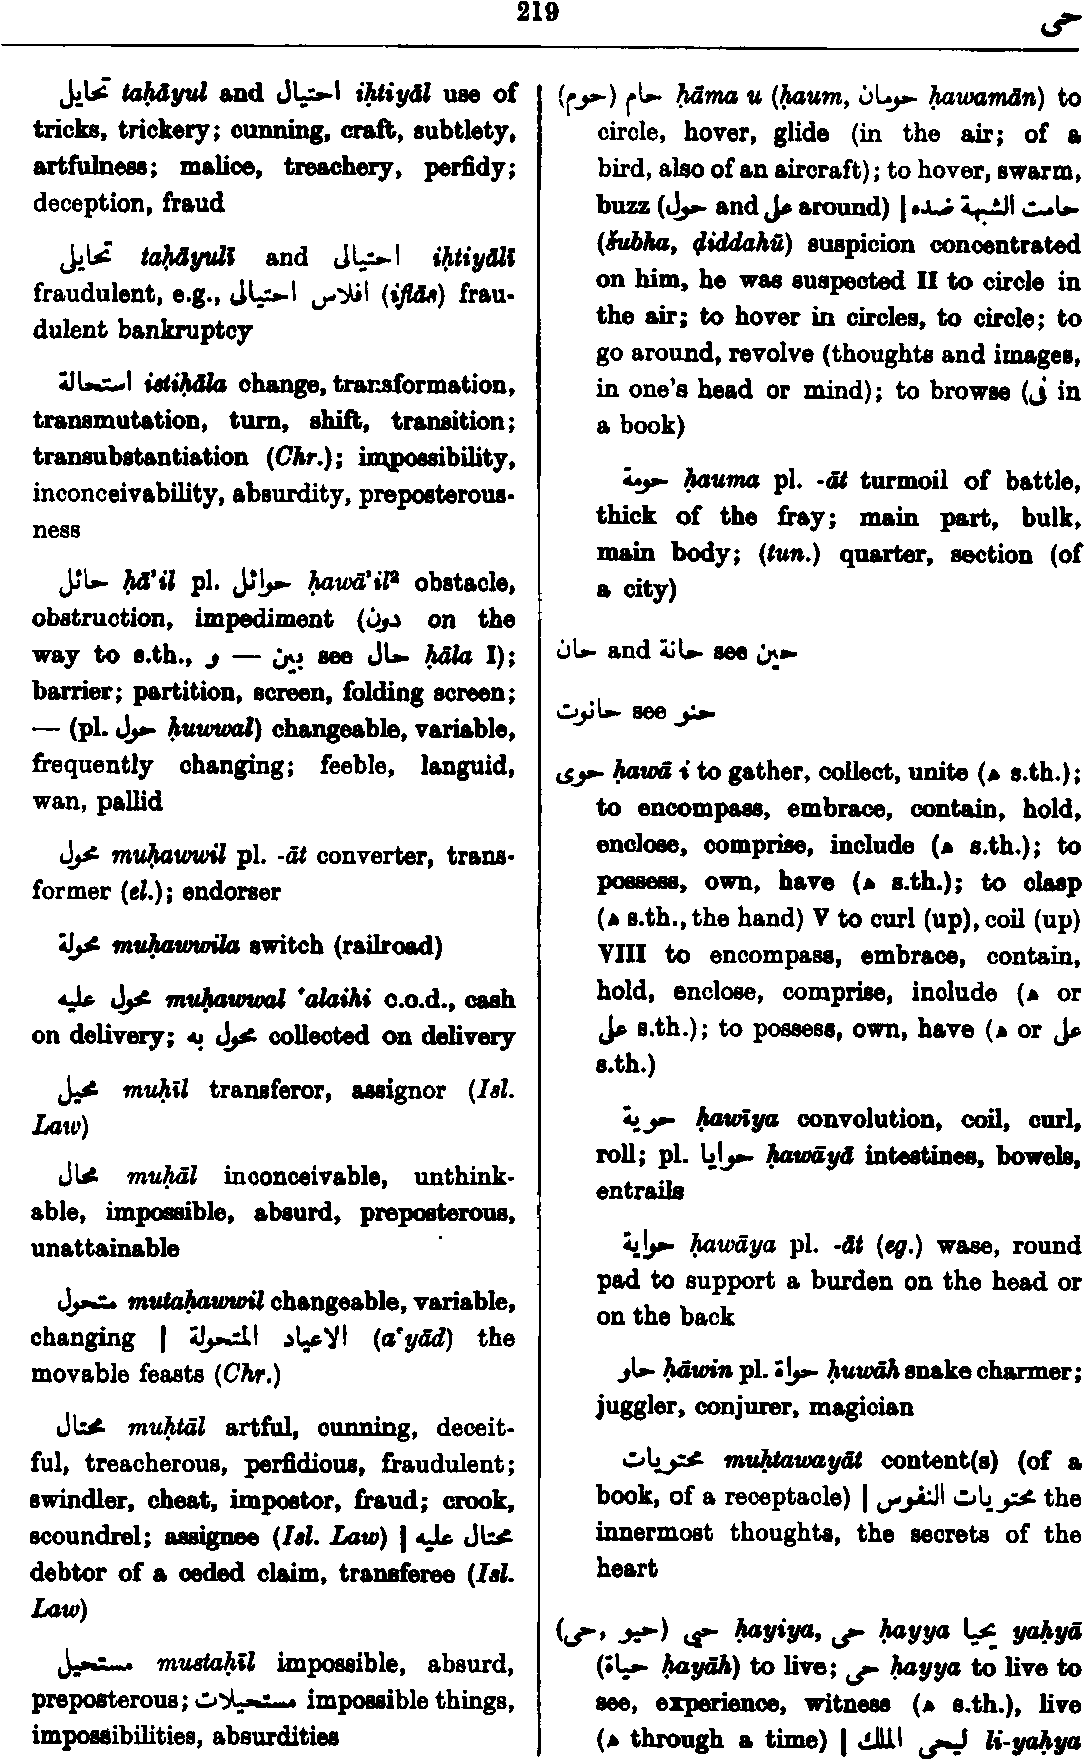 219
حى
تحايل taḥāyul and احتيال iḥtiyāl use of
tricks, trickery; cunning, craft, subtlety,
artfulness; malice, treachery, perfidy;
deception, fraud
تحايل taḥāyulī and احتيالى iḥtiyālī
fraudulent, e.g., افلاس احتيالى (iflās) frau-
dulent bankruptcy
استحالة istiḥāla change, transformation,
transmutation, turn, shift, transition;
transubstantiation (Chr.); impossibility,
inconceivability, absurdity, preposterous-
ness
حائل ḥā'il pl. حوائل ḥawā'il² obstacle,
obstruction, impediment (دون on the
way to s.th., بين — و see حال ḥāla I);
barrier; partition, screen, folding screen;
— (pl. حول ḥuwwal) changeable, variable,
frequently changing; feeble, languid,
wan, pallid
محول muḥawwil pl. -āt converter, trans-
former (el.); endorser
محولة muḥawwila switch (railroad)
محول عليه muḥawwal ʻalaihi c.o.d., cash
on delivery; محول به collected on delivery
محيل muḥīl transferor, assignor (Isl.
Law)
محال muḥāl inconceivable, unthink-
able, impossible, absurd, preposterous,
unattainable
متحول mutaḥawwil changeable, variable,
changing | الاعياد المتحولة (aʻyād) the
movable feasts (Chr.)
محتال muḥtāl artful, cunning, deceit-
ful, treacherous, perfidious, fraudulent;
swindler, cheat, impostor, fraud; crook,
scoundrel; assignee (Isl. Law) | محتال عليه
debtor of a ceded claim, transferee (Isl.
Law)
مستحيل mustaḥīl impossible, absurd,
preposterous; مستحيلات impossible things,
impossibilities, absurdities
(حوم) حام ḥāma u (ḥaum, حومان ḥawamān) to
circle, hover, glide (in the air; of a
bird, also of an aircraft); to hover, swarm,
buzz (حول and على around) | حامت الشبهة ضده
(šubha, ḍiddahū) suspicion concentrated
on him, he was suspected II to circle in
the air; to hover in circles, to circle; to
go around, revolve (thoughts and images,
in one's head or mind); to browse (فى in
a book)
حومة ḥauma pl. -āt turmoil of battle,
thick of the fray; main part, bulk,
main body; (tun.) quarter, section (of
a city)
حان and حانة see حين
حانوت see حنو
حوى ḥawā i to gather, collect, unite (ه s.th.);
to encompass, embrace, contain, hold,
enclose, comprise, include (ه s.th.); to
possess, own, have (ه s.th.); to clasp
(ه s.th., the hand) V to curl (up), coil (up)
VIII to encompass, embrace, contain,
hold, enclose, comprise, include (ه or
على s.th.); to possess, own, have (ه or على
s.th.)
حوية ḥawīya convolution, coil, curl,
roll; pl. حوايا ḥawāyā intestines, bowels,
entrails
حواية ḥawāya pl. -āt (eg.) wase, round
pad to support a burden on the head or
on the back
حاو ḥāwin pl. حواة ḥuwāh snake charmer;
juggler, conjurer, magician
محتويات muḥtawayāt content(s) (of a
book, of a receptacle) | محتويات النفوس the
innermost thoughts, the secrets of the
heart
(حيو, حى) حيى ḥayiya, حى ḥayya يحيا yaḥyā
(حياة ḥayāh) to live; حى ḥayya to live to
see, experience, witness (ه s.th.), live
(ه through a time) | ليحى الملك li-yaḥya